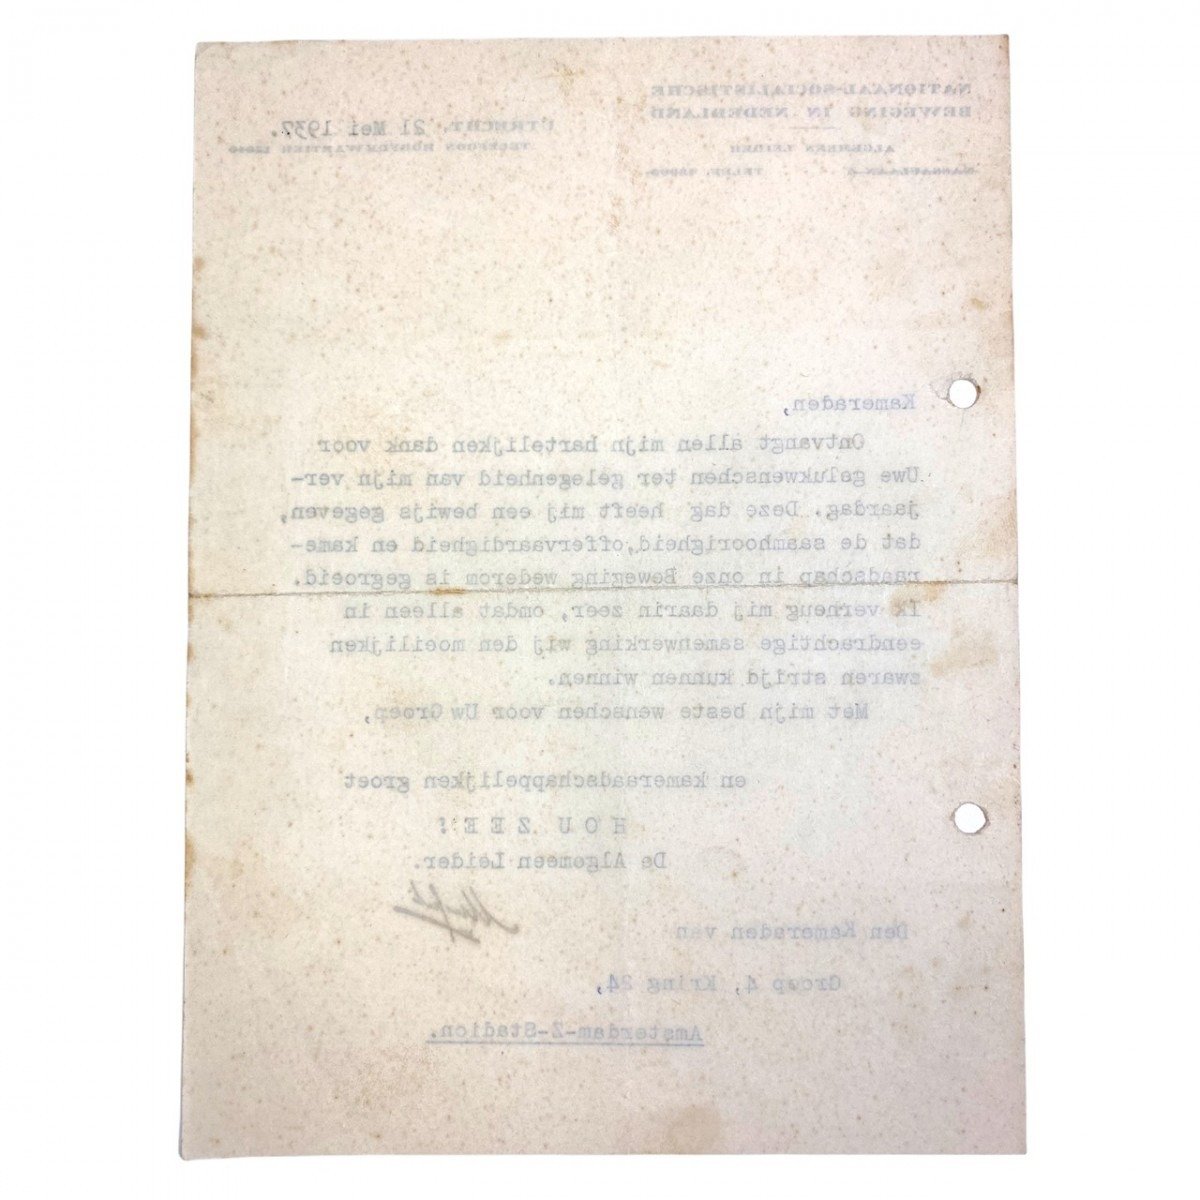 NATIONAAL-SOCIALISTISCHE
BEWEGING IN NEDERLAND
ALGEMEEN LEIDER
NASSAULAAN TELEF.
UTRECHT, 21 Mei 1937.
TELEFOON HOOFDKWARTIER
Kameraden,
Ontvangt allen mijn hartelijken dank voor
Uwe gelukwenschen ter gelegenheid van mijn ver-
jaardag. Deze dag heeft mij een bewijs gegeven,
dat de saamhoorigheid,offervaardigheid en kame-
raadschap in onze Beweging wederom is gegroeid.
Ik verheug mij daarin zeer, omdat alleen in
eendrachtige samenwerking wij den moeilijken
zwaren strijd kunnen winnen.
Met mijn beste wenschen voor Uw Groep,
en kameraadschappelijken groet
HOU ZEE!
De Algemeen Leider.
Den Kameraden van
Groep 4, Kring 24,
Amsterdam-Z-Stadion.